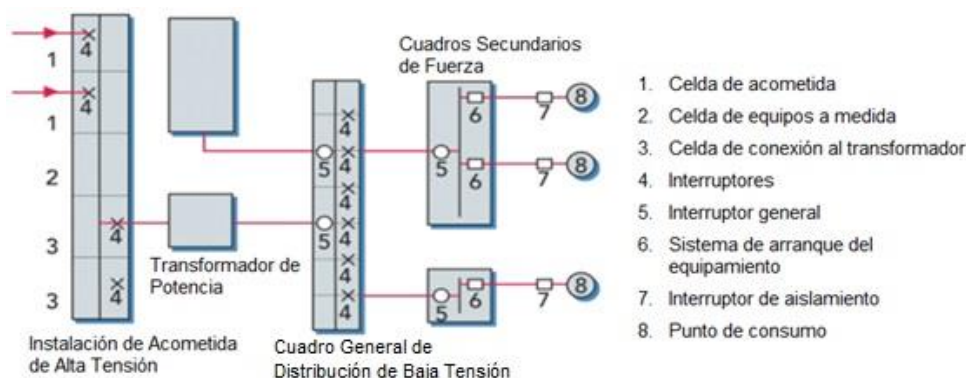 4
1
4
1
2
3
4
3
4
Instalación de Acometida
de Alta Tensión
Transformador de
Potencia
5
5
4
4
4
4
4
4
Cuadro General de
Distribución de Baja Tensión
Cuadros Secundarios
de Fuerza
5
6
7
8
6
7
8
5
6
7
8
1. Celda de acometida
2. Celda de equipos a medida
3. Celda de conexión al transformador
4. Interruptores
5. Interruptor general
6. Sistema de arranque del
equipamiento
7. Interruptor de aislamiento
8. Punto de consumo